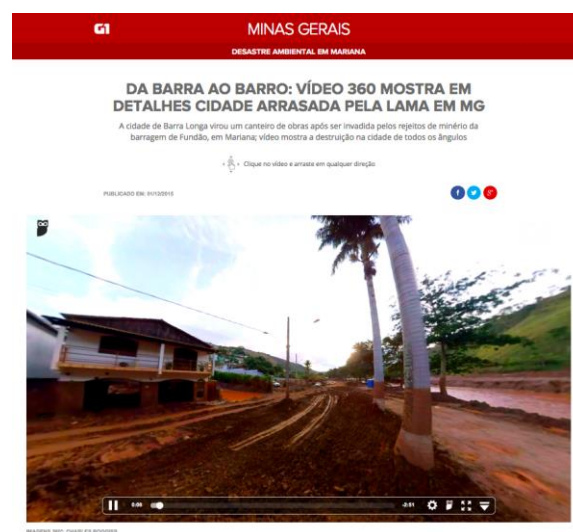 G1
MINAS GERAIS
DESASTRE AMBIENTAL EM MARIANA
DA BARRA AO BARRO: VÍDEO 360 MOSTRA EM
DETALHES CIDADE ARRASADA PELA LAMA EM MG
A cidade de Barra Longa virou um canteiro de obras após ser invadida pelos rejeitos de minério da
barragem de Fundão, em Mariana; vídeo mostra a destruição na cidade de todos os ângulos
Clique no vídeo e arraste em qualquer direção
PUBLICADO EM: 01/12/2015
0:00
-2:51